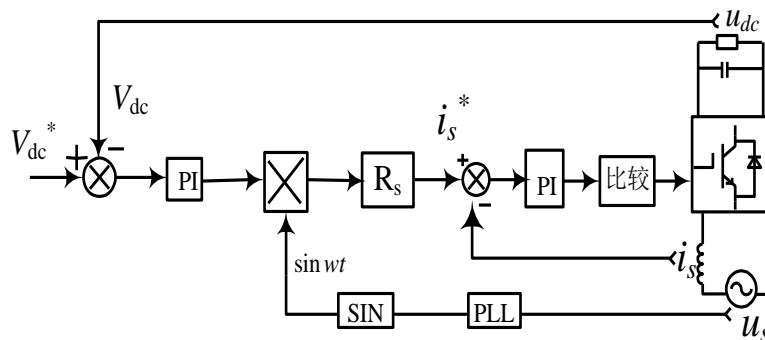 u_dc
V_dc
V_dc*
+
−
PI
R_s
i_s*
+
−
PI
比较
sin wt
i_s
SIN
PLL
u_s